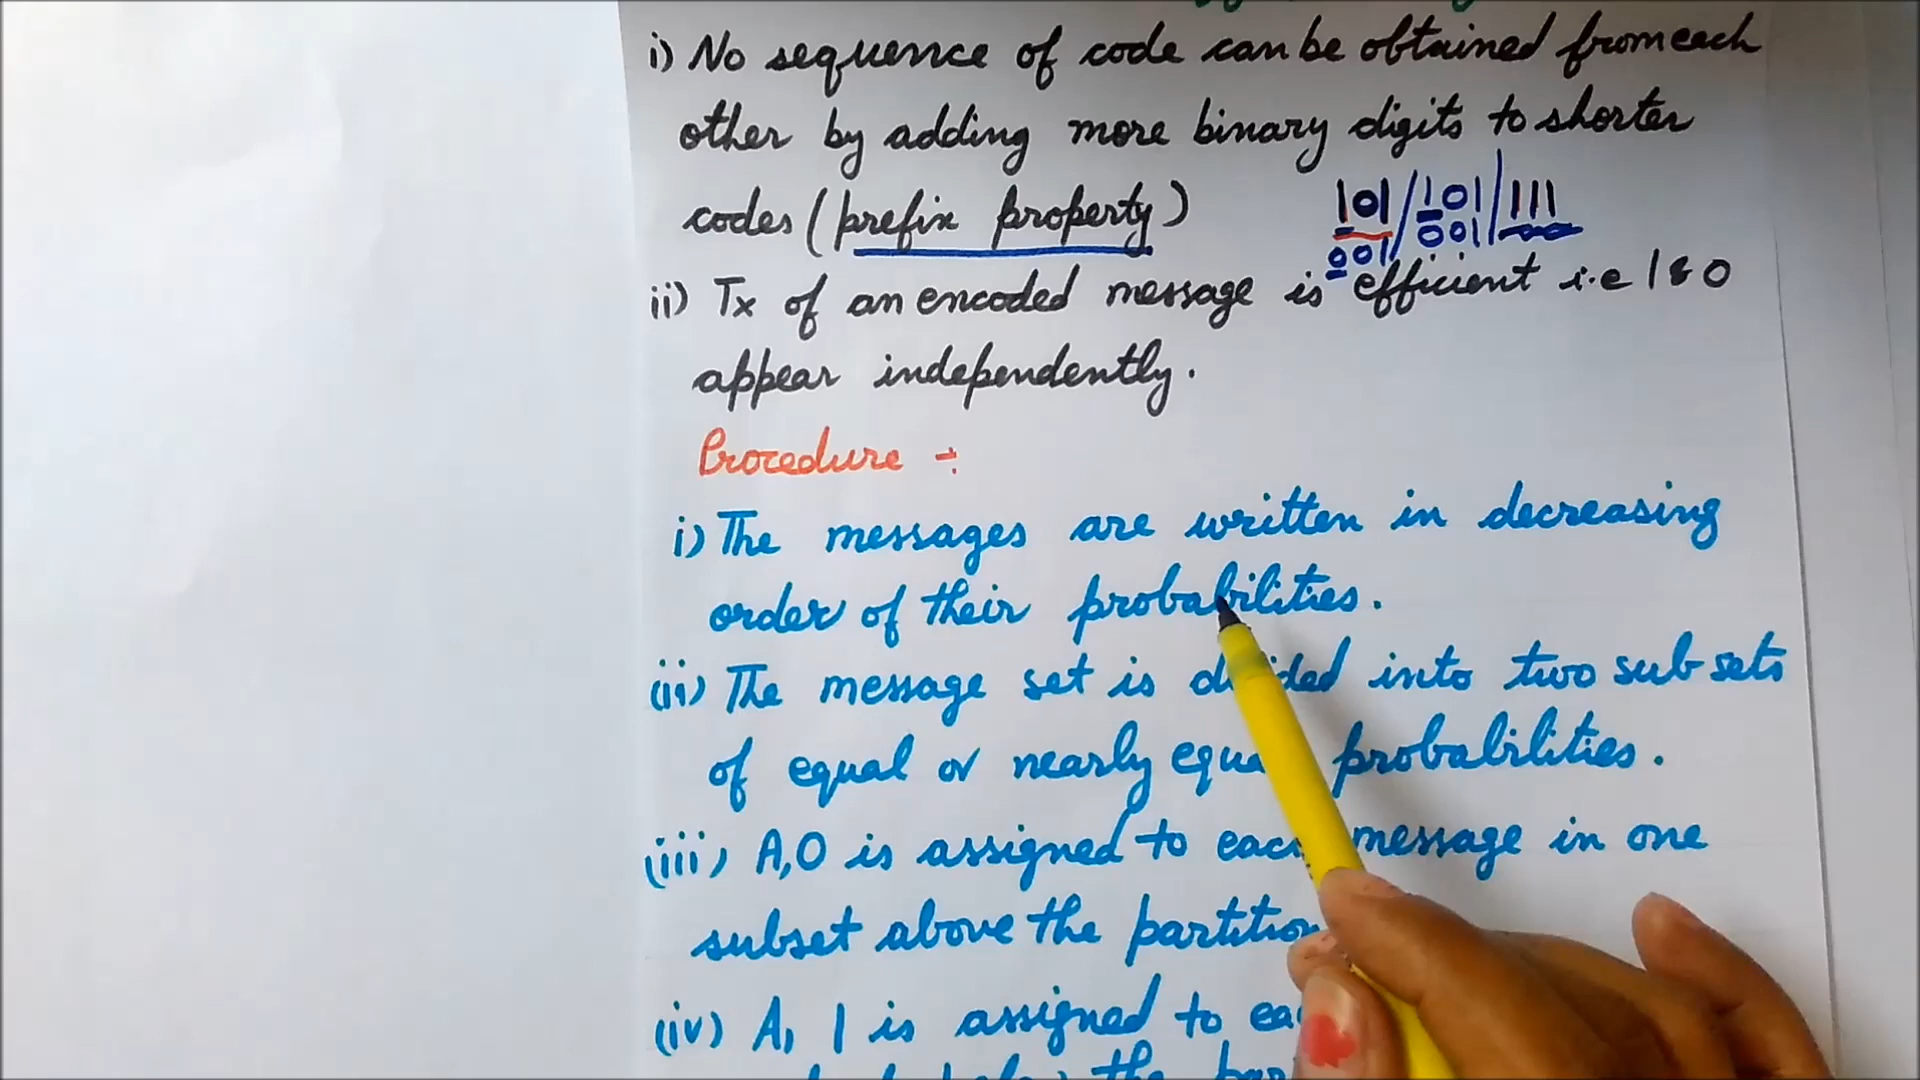 i) No sequence of code can be obtained from each
other by adding more binary digits to shorter
codes (prefix property)
101/101/111
001/001/
ii) Tx of an encoded message is efficient i.e 1 & 0
appear independently.
Procedure :-
i) The messages are written in decreasing
order of their probabilities.
(ii) The message set is divided into two sub sets
of equal or nearly equal probabilities.
(iii) A, 0 is assigned to each message in one
subset above the partition
(iv) A, 1 is assigned to
the